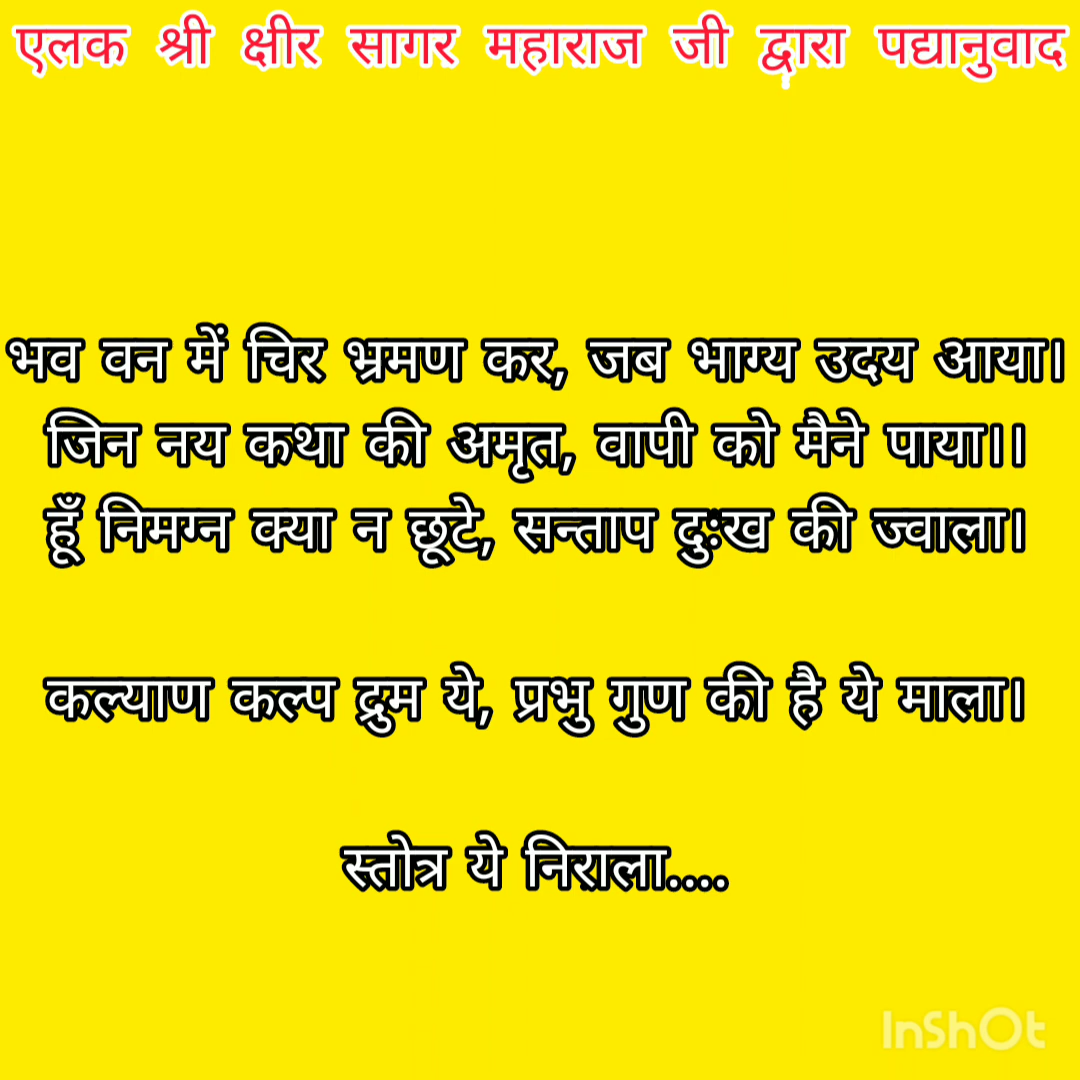 एलक श्री क्षीर सागर महाराज जी द्वारा पद्यानुवाद
भव वन में चिर भ्रमण कर, जब भाग्य उदय आया।
जिन नय कथा की अमृत, वापी को मैने पाया।।
हूँ निमग्न क्या न छूटे, सन्ताप दुःख की ज्वाला।
कल्याण कल्प द्रुम ये, प्रभु गुण की है ये माला।
स्तोत्र ये निराला....
InShOt